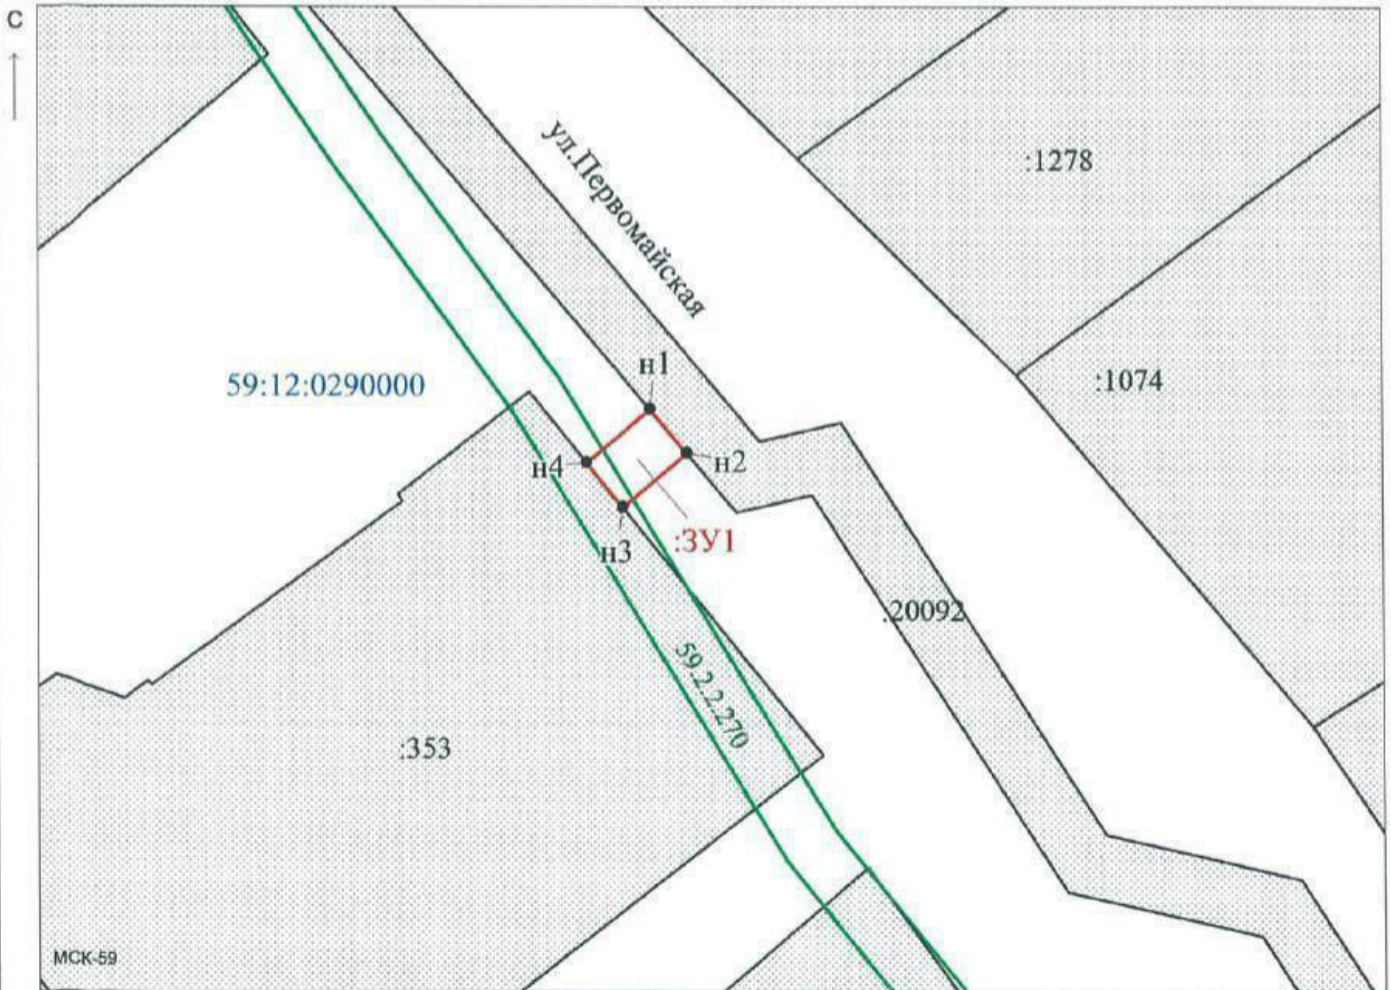 С
ул.Первомайская
:1278
:1074
59:12:0290000
н1
н2
н4
н3
:ЗУ1
:20092
59.2.2.270
:353
МСК-59